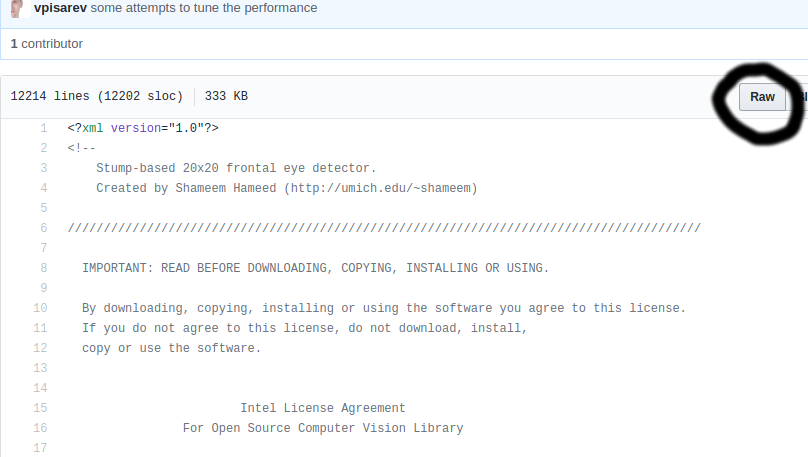 vpisarev some attempts to tune the performance
1 contributor
12214 lines (12202 sloc) 333 KB Raw
1 <?xml version="1.0"?>
2 <!--
3 Stump-based 20x20 frontal eye detector.
4 Created by Shameem Hameed (http://umich.edu/~shameem)
5
6 ////////////////////////////////////////////////////////////////////////////////////////
7
8 IMPORTANT: READ BEFORE DOWNLOADING, COPYING, INSTALLING OR USING.
9
10 By downloading, copying, installing or using the software you agree to this license.
11 If you do not agree to this license, do not download, install,
12 copy or use the software.
13
14
15 Intel License Agreement
16 For Open Source Computer Vision Library
17